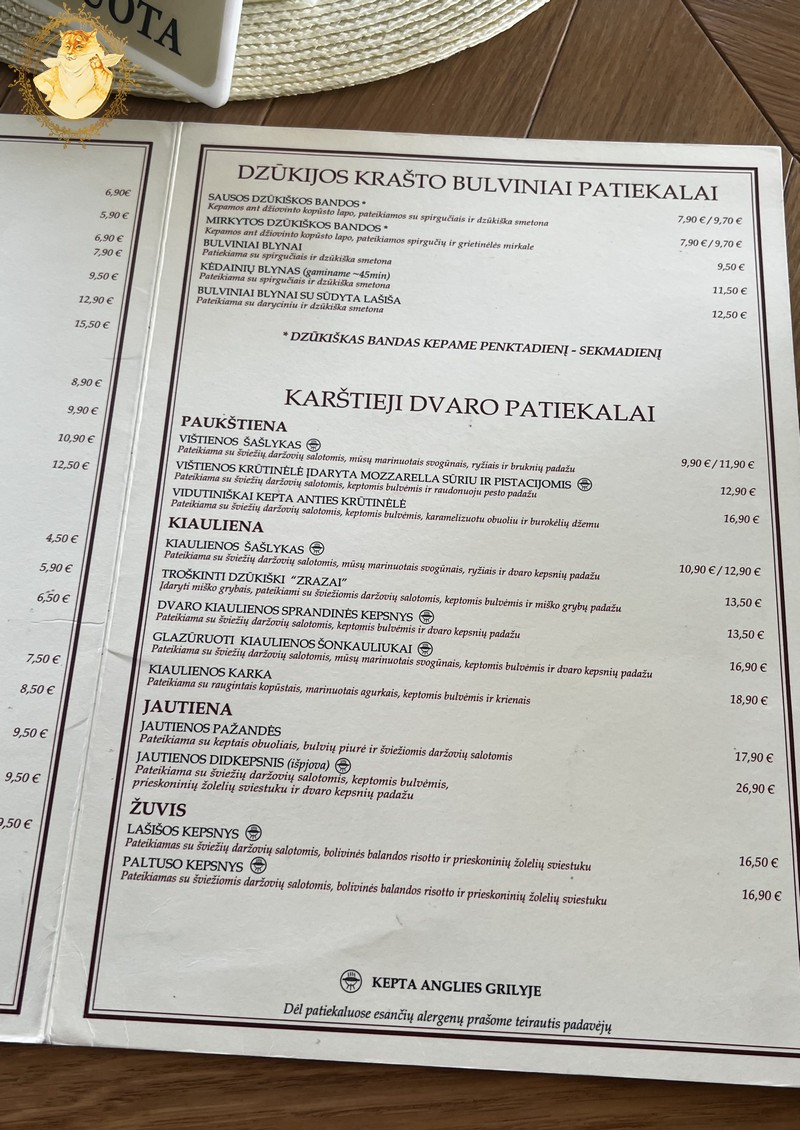 UOTA
6,90€
5,90 €
6,90 €
7,90 €
9,50 €
12,90 €
15,50 €
8,90 €
9,90 €
10,90 €
12,50 €
4,50 €
5,90 €
6,50 €
7,50 €
8,50 €
9,50 €
9,50 €
9,50 €
DZŪKIJOS KRAŠTO BULVINIAI PATIEKALAI
SAUSOS DZŪKIŠKOS BANDOS * 7,90 € / 9,70 €
Kepamos ant džiovinto kopūsto lapo, pateikiamos su spirgučiais ir dzūkiška smetona
MIRKYTOS DZŪKIŠKOS BANDOS * 7,90 € / 9,70 €
Kepamos ant džiovinto kopūsto lapo, pateikiamos spirgučių ir grietinėlės mirkale
BULVINIAI BLYNAI 9,50 €
Patiekiama su spirgučiais ir dzūkiška smetona
KĖDAINIŲ BLYNAS (gaminame ~45min) 11,50 €
Pateikiama su spirgučiais ir dzūkiška smetona
BULVINIAI BLYNAI SU SŪDYTA LAŠIŠA 12,50 €
Pateikiama su daryciniu ir dzūkiška smetona
* DZŪKIŠKAS BANDAS KEPAME PENKTADIENĮ - SEKMADIENĮ
KARŠTIEJI DVARO PATIEKALAI
PAUKŠTIENA
VIŠTIENOS ŠAŠLYKAS 9,90 € / 11,90 €
Pateikiama su šviežių daržovių salotomis, mūsų marinuotais svogūnais, ryžiais ir bruknių padažu
VIŠTIENOS KRŪTINĖLĖ ĮDARYTA MOZZARELLA SŪRIU IR PISTACIJOMIS 12,90 €
Pateikiama su šviežių daržovių salotomis, keptomis bulvėmis ir raudonuoju pesto padažu
VIDUTINIŠKAI KEPTA ANTIES KRŪTINĖLĖ 16,90 €
Pateikiama su šviežių daržovių salotomis, keptomis bulvėmis, karamelizuotu obuoliu ir burokėlių džemu
KIAULIENA
KIAULIENOS ŠAŠLYKAS 10,90 € / 12,90 €
Pateikiama su šviežių daržovių salotomis, mūsų marinuotais svogūnais, ryžiais ir dvaro kepsnių padažu
TROŠKINTI DZŪKIŠKI "ZRAZAI" 13,50 €
Įdaryti miško grybais, pateikiami su šviežiomis daržovių salotomis, keptomis bulvėmis ir miško grybų padažu
DVARO KIAULIENOS SPRANDINĖS KEPSNYS 13,50 €
Pateikiama su šviežių daržovių salotomis, keptomis bulvėmis ir dvaro kepsnių padažu
GLAZŪRUOTI KIAULIENOS ŠONKAULIUKAI 16,90 €
Pateikiama su šviežių daržovių salotomis, mūsų marinuotais svogūnais, keptomis bulvėmis ir dvaro kepsnių padažu
KIAULIENOS KARKA 18,90 €
Pateikiama su raugintais kopūstais, marinuotais agurkais, keptomis bulvėmis ir krienais
JAUTIENA
JAUTIENOS PAŽANDĖS 17,90 €
Pateikiama su keptais obuoliais, bulvių piurė ir šviežiomis daržovių salotomis
JAUTIENOS DIDKEPSNIS (išpjova) 26,90 €
Pateikiama su šviežių daržovių salotomis, keptomis bulvėmis,
prieskoninių žolelių sviestuku ir dvaro kepsnių padažu
ŽUVIS
LAŠIŠOS KEPSNYS 16,50 €
Pateikiamas su šviežių daržovių salotomis, bolivinės balandos risotto ir prieskoninių žolelių sviestuku
PALTUSO KEPSNYS 16,90 €
Pateikiamas su šviežiomis daržovių salotomis, bolivinės balandos risotto ir prieskoninių žolelių sviestuku
KEPTA ANGLIES GRILYJE
Dėl patiekaluose esančių alergenų prašome teirautis padavėjų